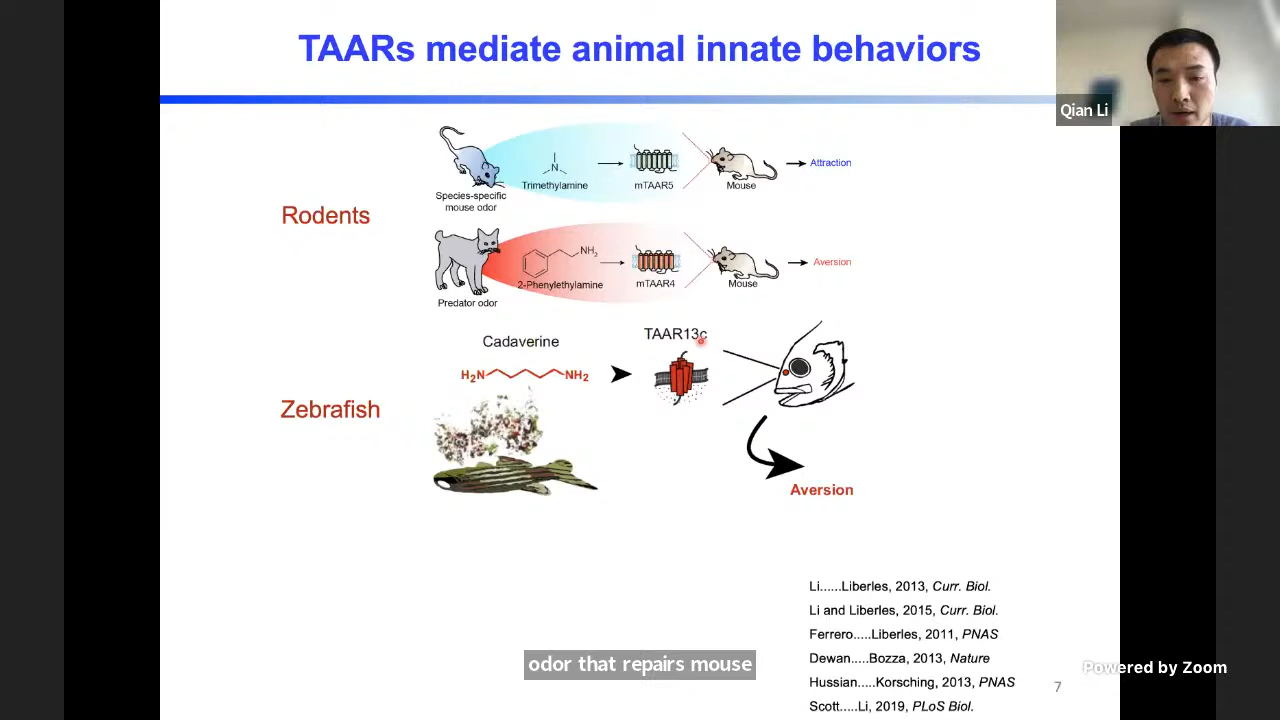 TAARs mediate animal innate behaviors
Qian Li
Rodents
Species-specific
mouse odor
N
Trimethylamine
mTAAR5
Mouse
Attraction
Predator odor
NH2
2-Phenylethylamine
mTAAR4
Mouse
Aversion
Zebrafish
Cadaverine
H2N
NH2
TAAR13c
Aversion
Li......Liberles, 2013, Curr. Biol.
Li and Liberles, 2015, Curr. Biol.
Ferrero.....Liberles, 2011, PNAS
Dewan.....Bozza, 2013, Nature
Hussian.....Korsching, 2013, PNAS
Scott.....Li, 2019, PLoS Biol.
7
odor that repairs mouse
Powered by Zoom